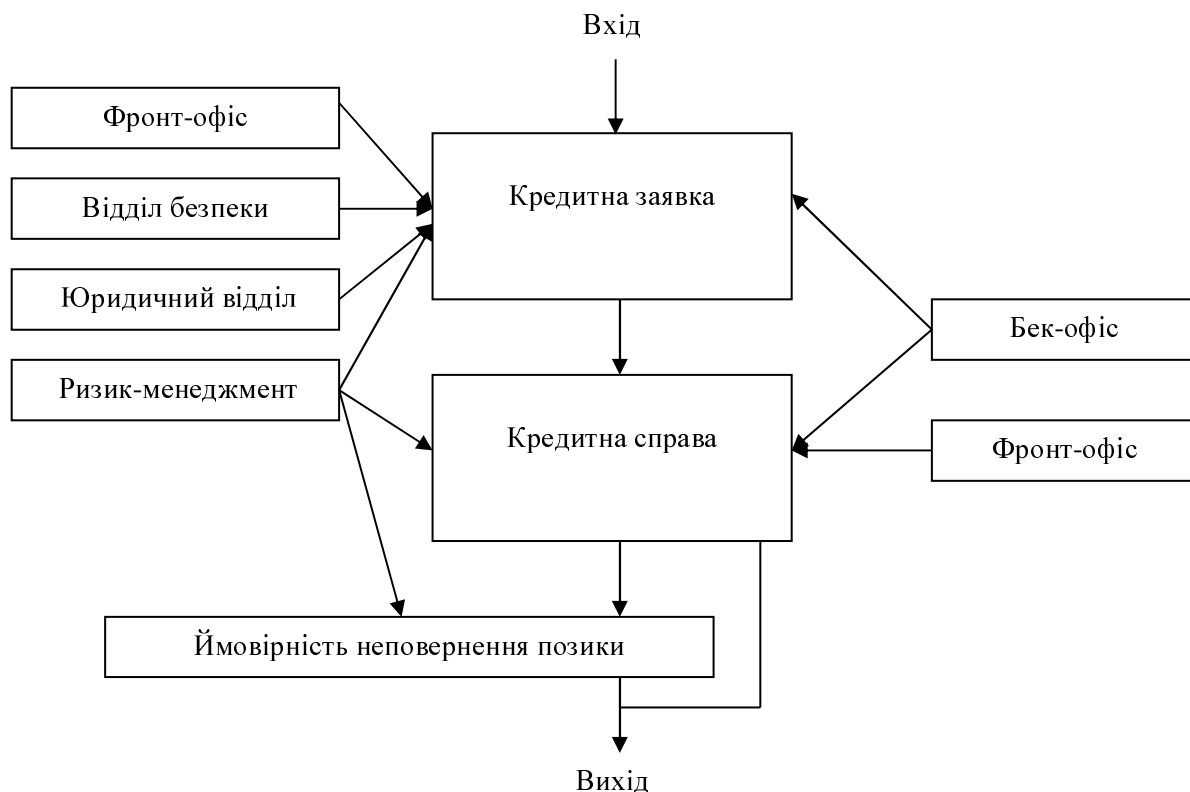 Вхід
Фронт-офіс
Кредитна заявка
Відділ безпеки
Юридичний відділ
Бек-офіс
Ризик-менеджмент
Кредитна справа
Фронт-офіс
Ймовірність неповернення позики
Вихід